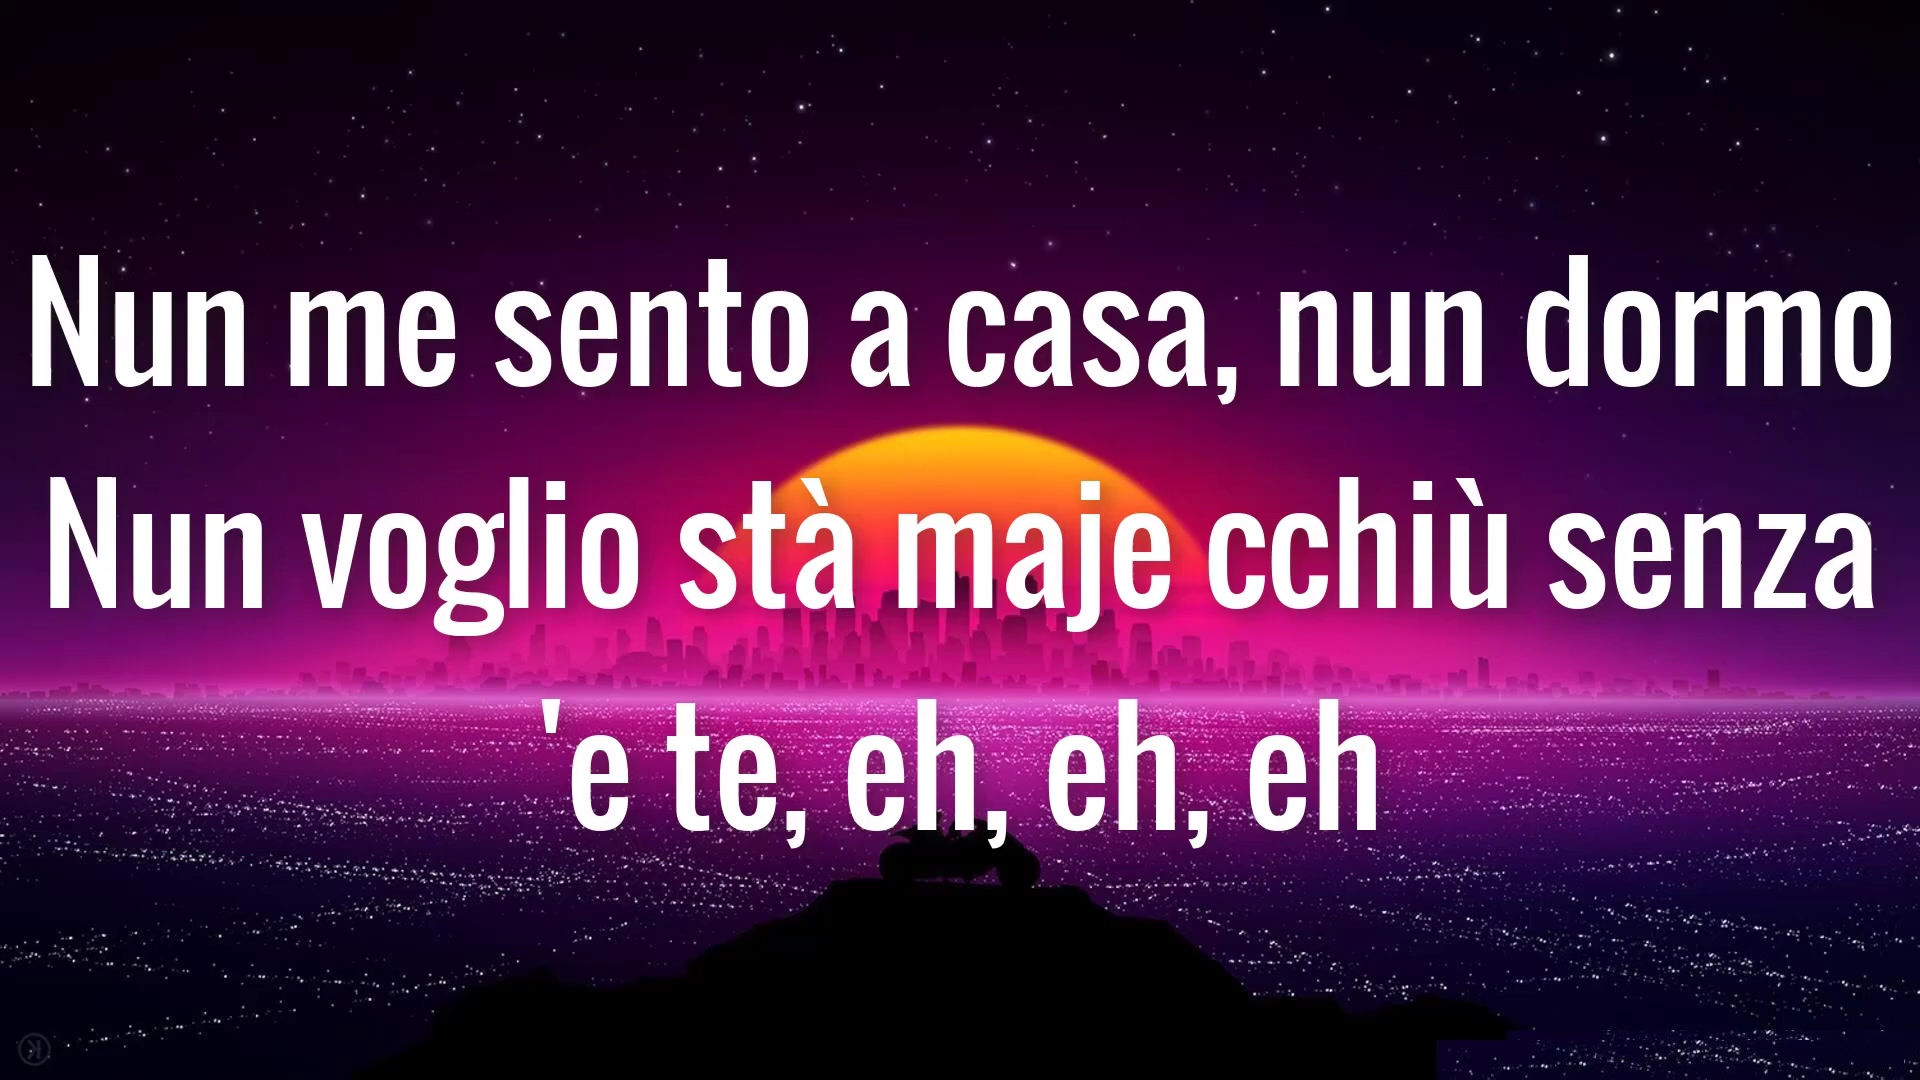 Nun me sento a casa, nun dormo
Nun voglio stà maje cchiù senza
'e te, eh, eh, eh